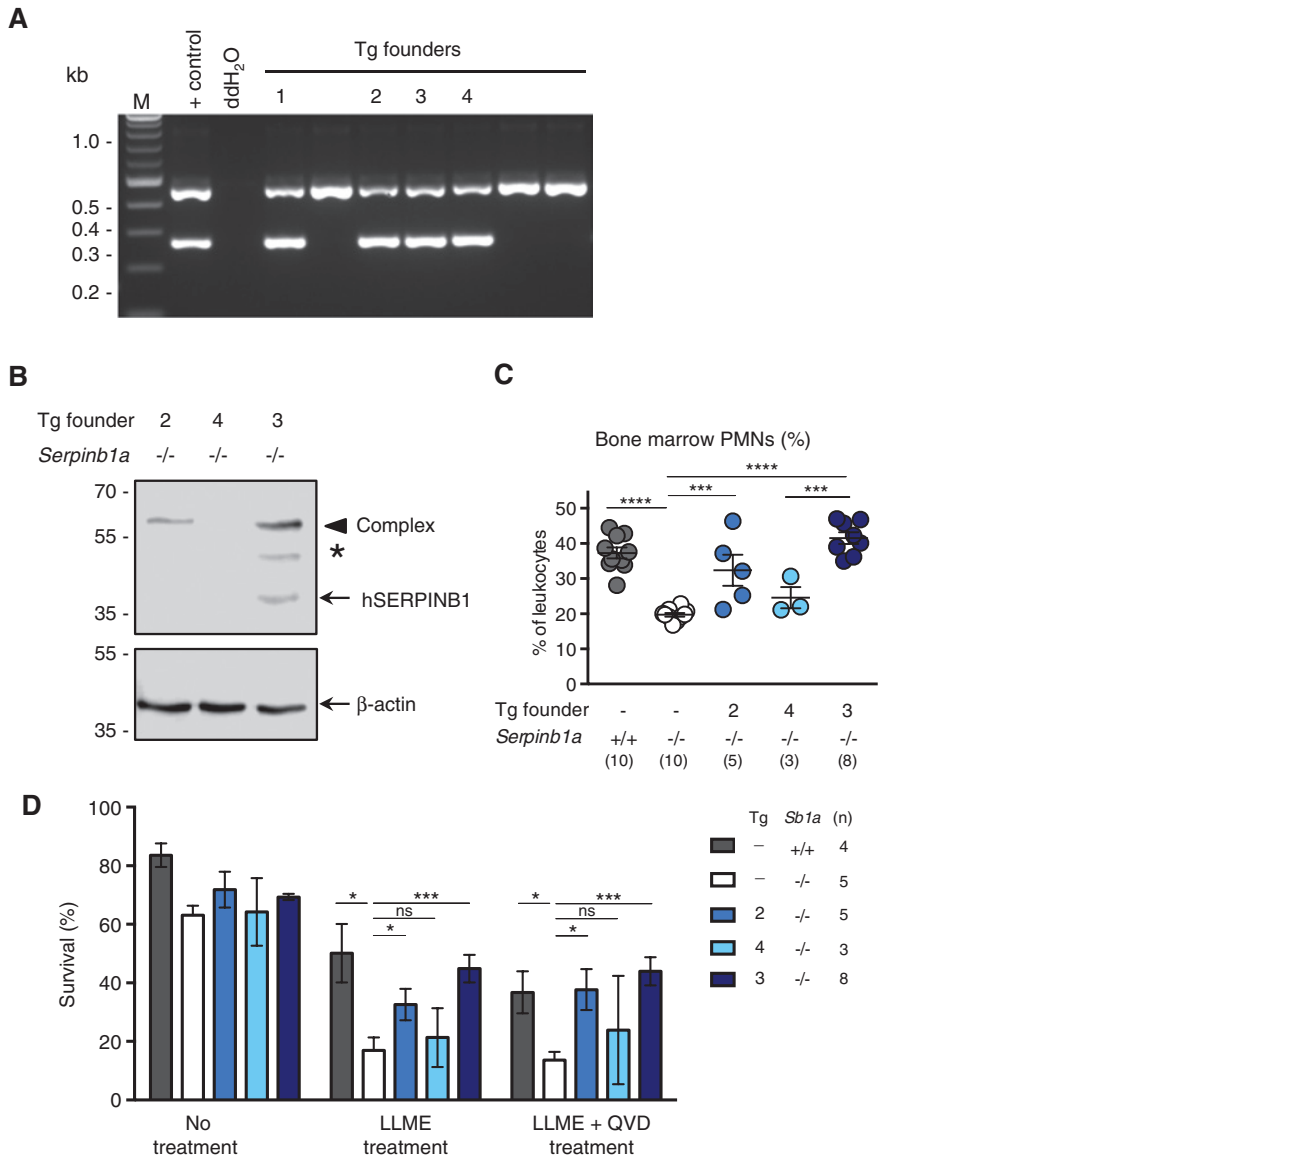 A
kb
M
+ control
ddH2O
Tg founders
1 2 3 4
1.0 -
0.5 -
0.4 -
0.3 -
0.2 -
B
Tg founder 2 4 3
Serpinb1a -/- -/- -/-
70 -
55 -
35 -
Complex
*
hSERPINB1
55 -
35 -
β-actin
C
Bone marrow PMNs (%)
****
**** *** ***
% of leukocytes
50
40
30
20
10
0
Tg founder - - 2 4 3
Serpinb1a +/+ -/- -/- -/- -/-
(10) (10) (5) (3) (8)
D
Survival (%)
100
80
60
40
20
0
* *** * ***
ns ns
* *
No treatment
LLME treatment
LLME + QVD treatment
Tg Sb1a (n)
– +/+ 4
– -/- 5
2 -/- 5
4 -/- 3
3 -/- 8